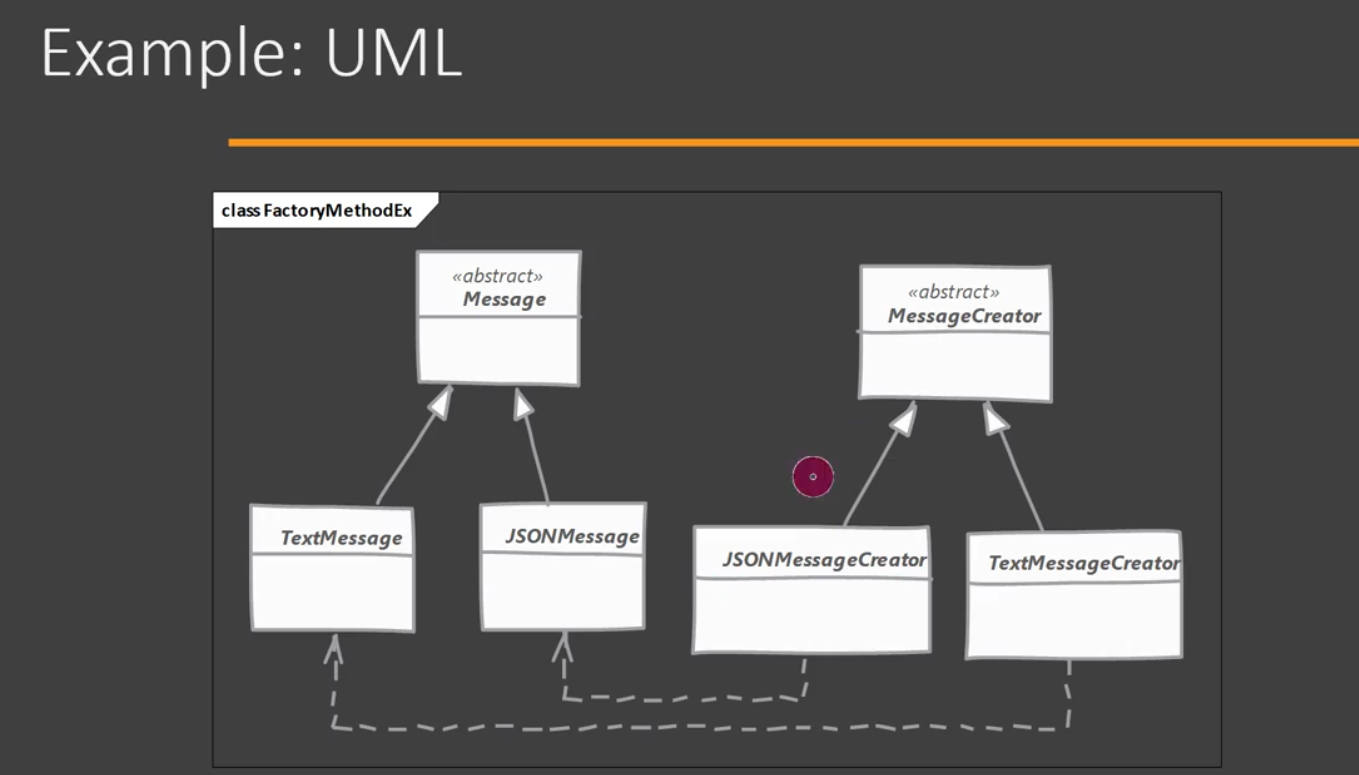 Example: UML
class FactoryMethodEx
«abstract»
Message
«abstract»
MessageCreator
TextMessage
JSONMessage
JSONMessageCreator
TextMessageCreator